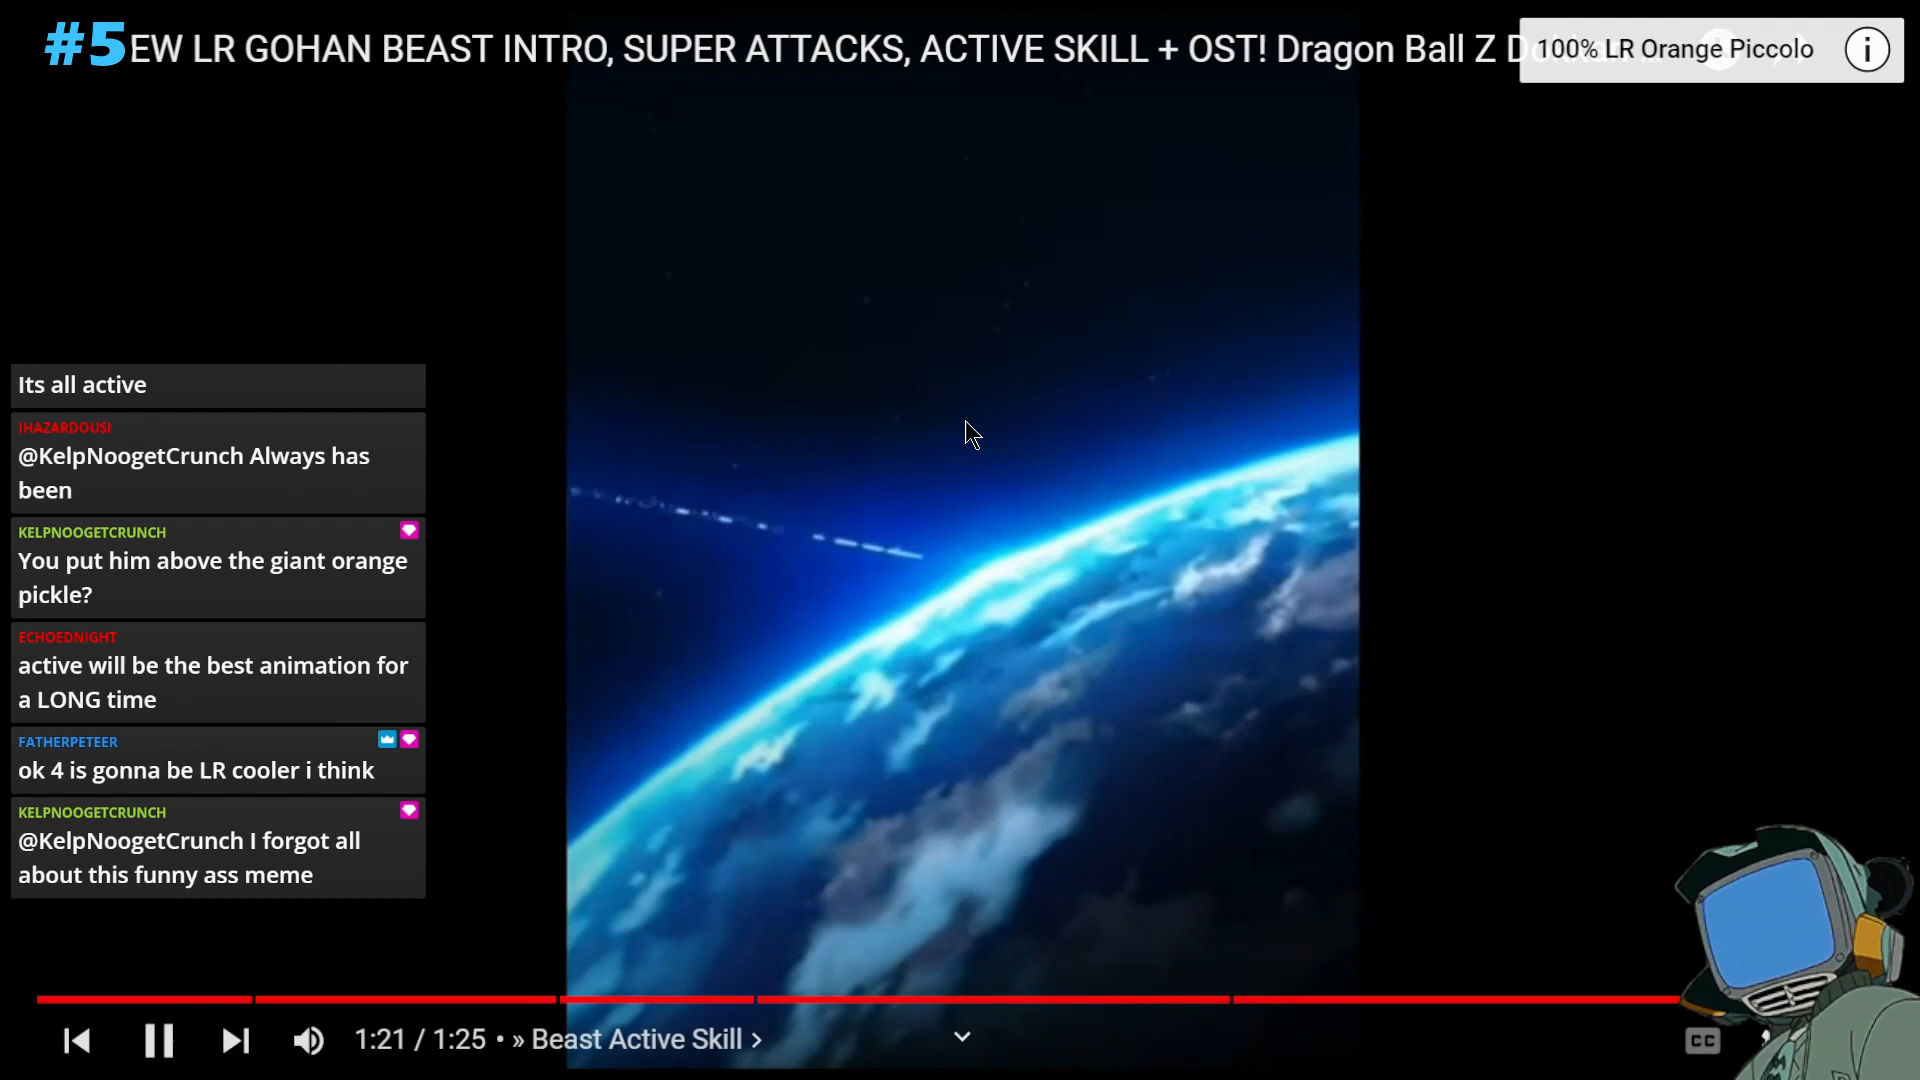 #5
EW LR GOHAN BEAST INTRO, SUPER ATTACKS, ACTIVE SKILL + OST! Dragon Ball Z
100% LR Orange Piccolo
Its all active
IHAZARDOUSI
@KelpNoogetCrunch Always has
been
KELPNOOGETCRUNCH
You put him above the giant orange
pickle?
ECHOEDNIGHT
active will be the best animation for
a LONG time
FATHERPETEER
ok 4 is gonna be LR cooler i think
KELPNOOGETCRUNCH
@KelpNoogetCrunch I forgot all
about this funny ass meme
1:21 / 1:25 • » Beast Active Skill >
CC